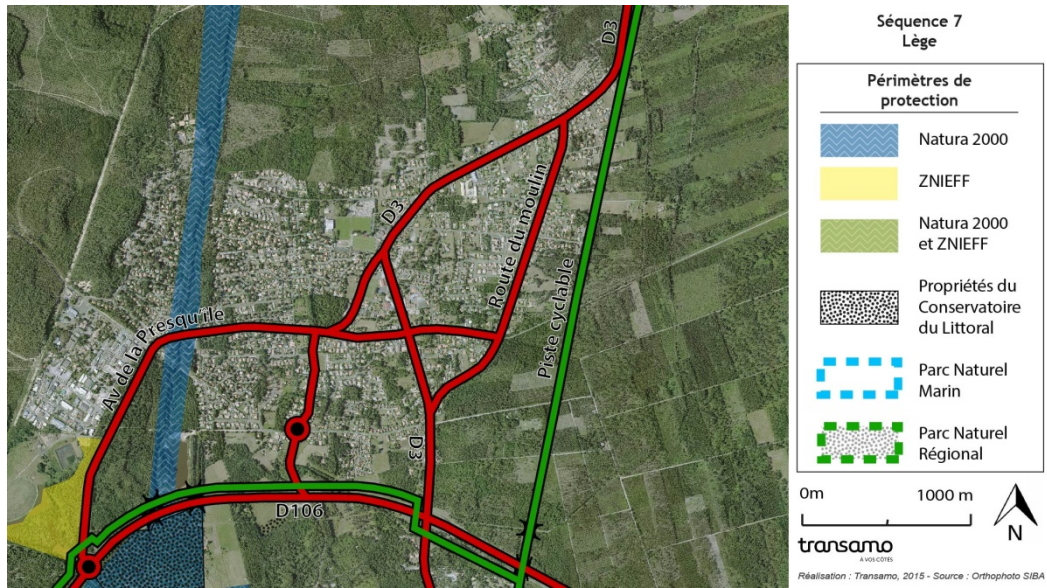 Séquence 7
Lège
Périmètres de
protection
Natura 2000
ZNIEFF
Natura 2000
et ZNIEFF
Propriétés du
Conservatoire
du Littoral
Parc Naturel
Marin
Parc Naturel
Régional
0m
1000 m
N
transamo
A VOS CÔTÉS
Réalisation : Transamo, 2015 - Source : Orthophoto SIBA
D3
D3
Route du moulin
Piste cyclable
Av de la Presqu'ile
D3
D106